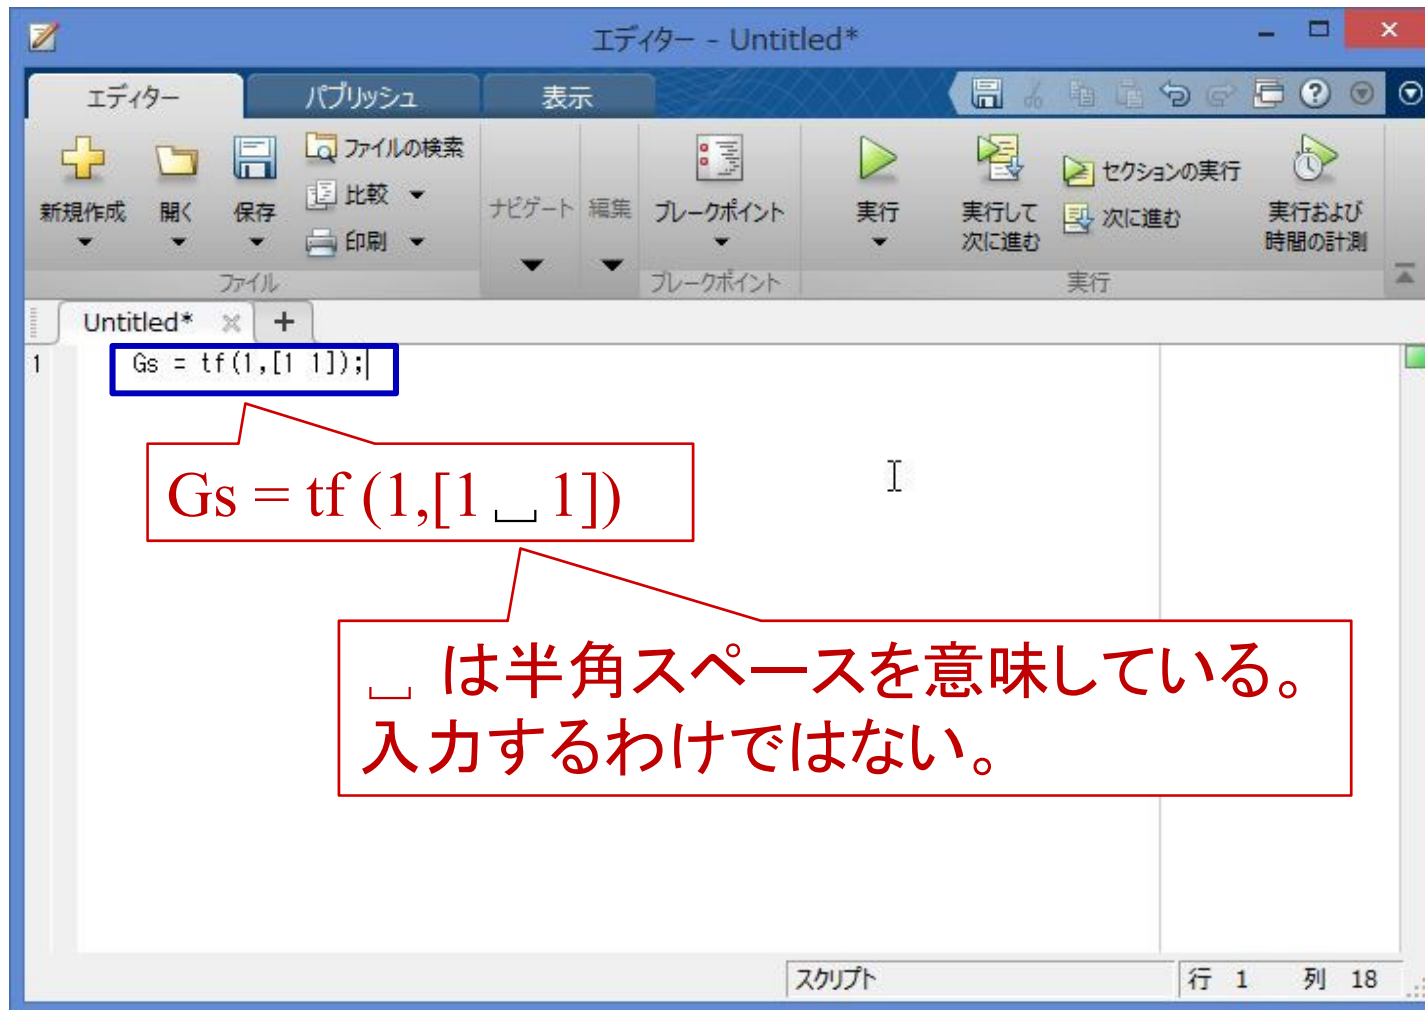 エディター - Untitled*
エディター パブリッシュ 表示
新規作成 開く 保存 ファイルの検索
比較
印刷
ナビゲート 編集 ブレークポイント 実行 実行して
次に進む
セクションの実行
次に進む
実行および
時間の計測
ファイル ブレークポイント 実行
Untitled* +
1 Gs = tf(1,[1 1]);
Gs = tf (1,[1 ⎵ 1])
⎵ は半角スペースを意味している。
入力するわけではない。
スクリプト 行 1 列 18